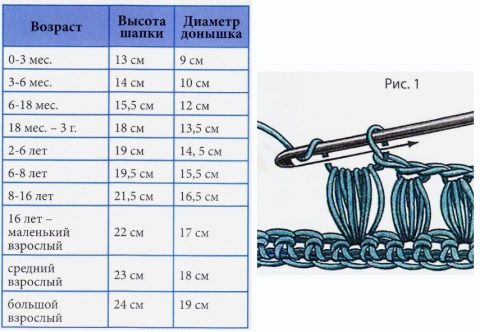 Возраст Высота шапки Диаметр донышка
0-3 мес. 13 см 9 см
3-6 мес. 14 см 10 см
6-18 мес. 15,5 см 12 см
18 мес. – 3 г. 18 см 13,5 см
2-6 лет 19 см 14, 5 см
6-8 лет 19,5 см 15,5 см
8-16 лет 21,5 см 16,5 см
16 лет –
маленький
взрослый 22 см 17 см
средний
взрослый 23 см 18 см
большой
взрослый 24 см 19 см
Рис. 1